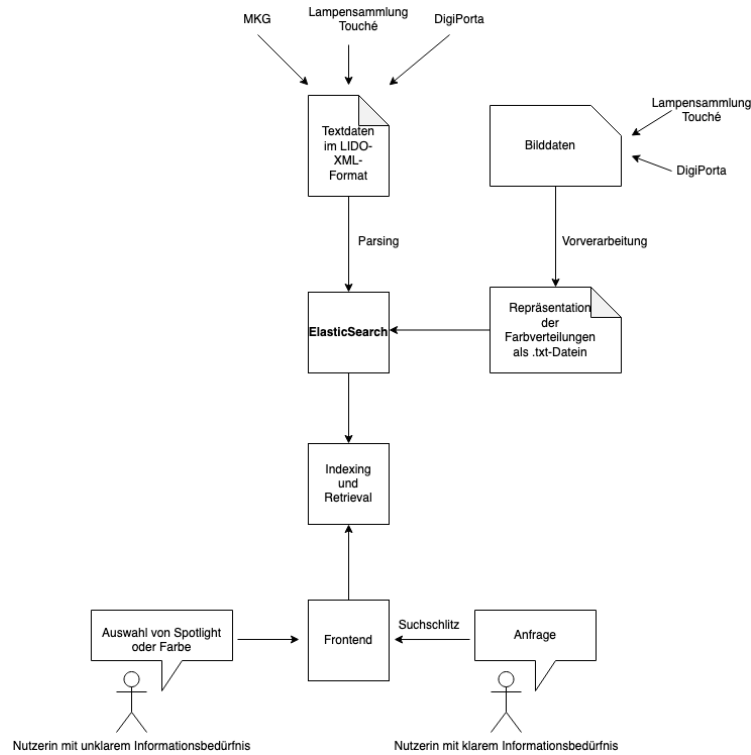 MKG
Lampensammlung
Touché
DigiPorta
Textdaten
im LIDO-
XML-
Format
Bilddaten
Lampensammlung
Touché
DigiPorta
Parsing
Vorverarbeitung
ElasticSearch
Repräsentation
der
Farbverteilungen
als .txt-Datein
Indexing
und
Retrieval
Auswahl von Spotlight
oder Farbe
Frontend
Suchschlitz
Anfrage
Nutzerin mit unklarem Informationsbedürfnis
Nutzerin mit klarem Informationsbedürfnis